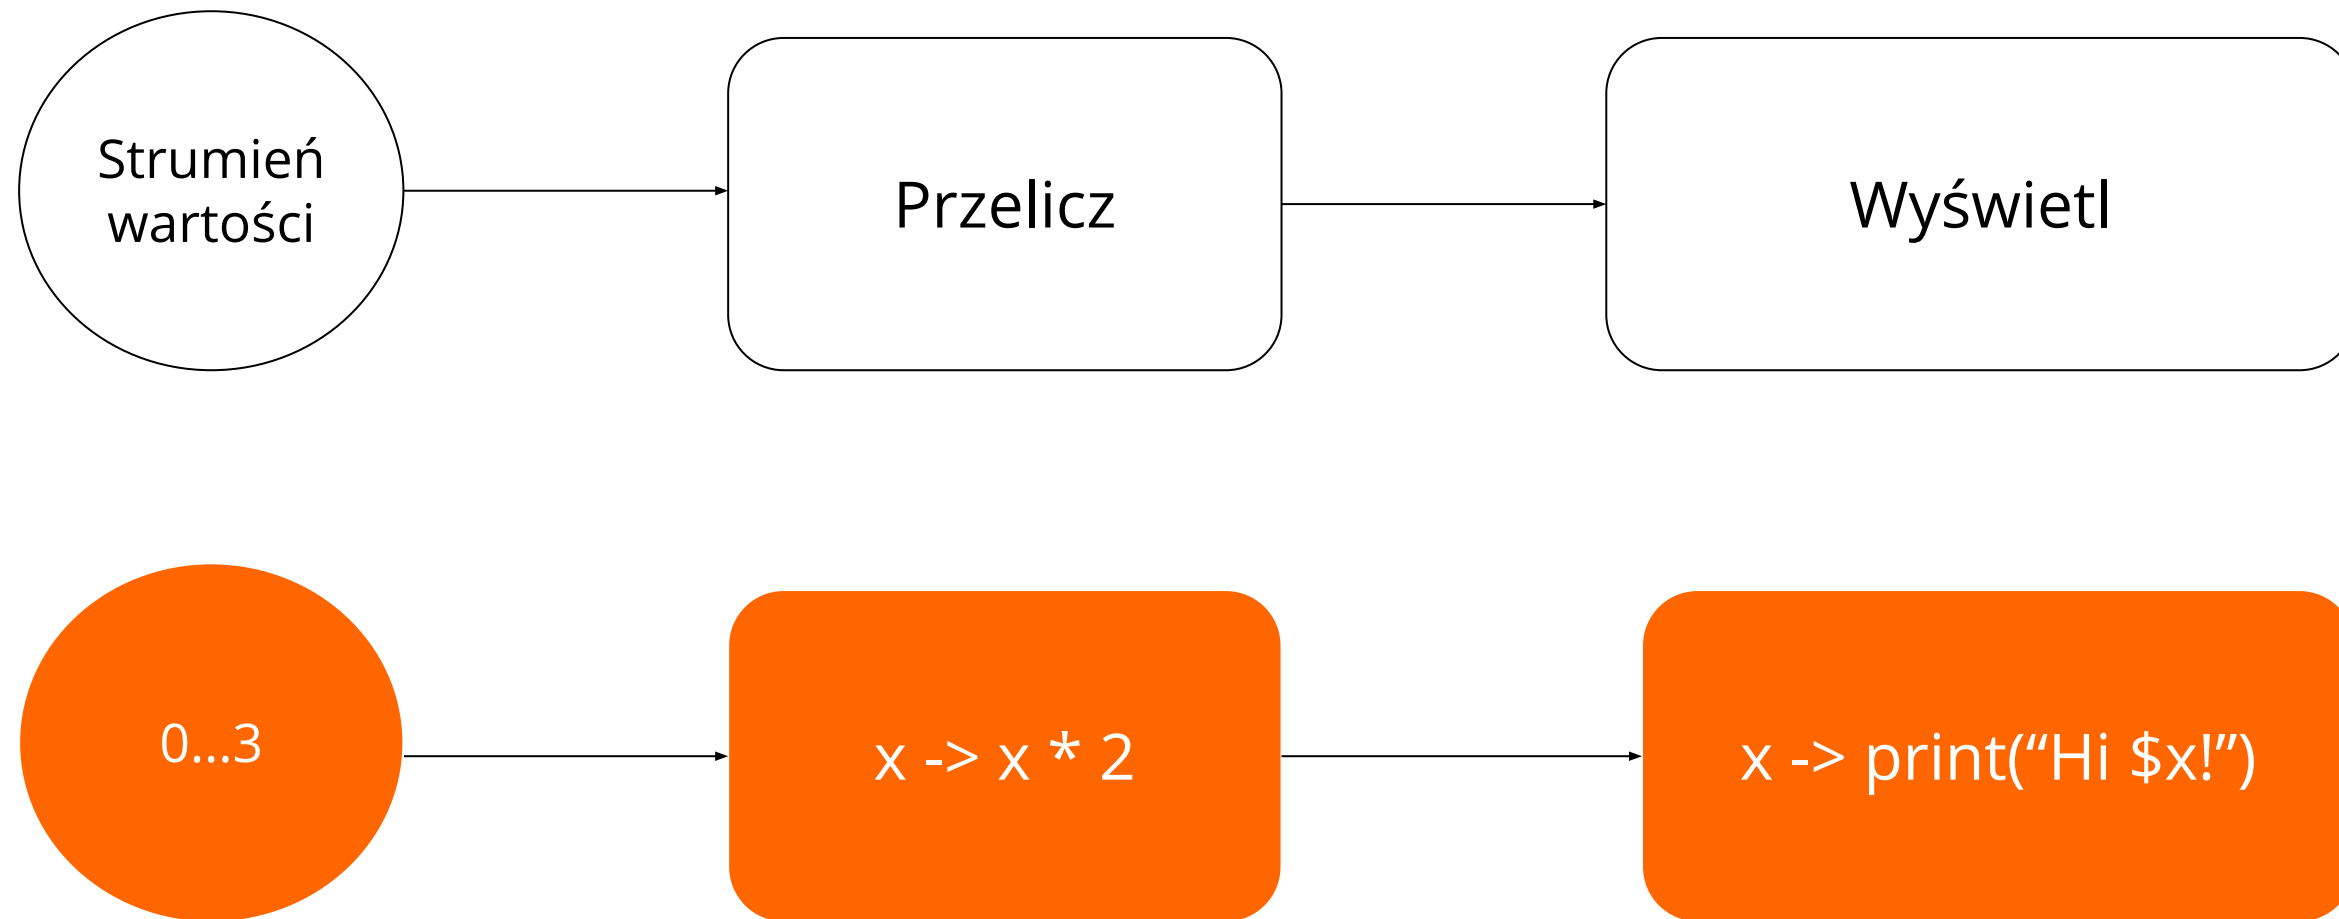 Strumień
wartości
Przelicz
Wyświetl
0...3
x -> x * 2
x -> print(“Hi $x!”)